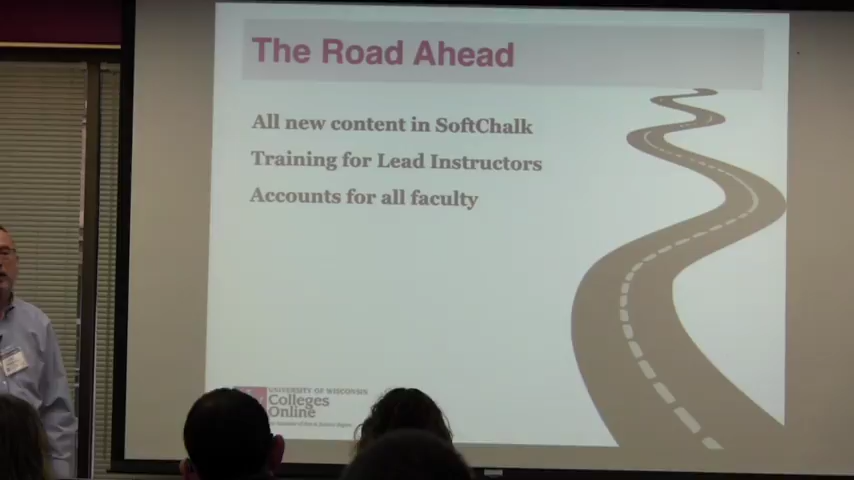 The Road Ahead
All new content in SoftChalk
Training for Lead Instructors
Accounts for all faculty
UNIVERSITY OF WISCONSIN
Colleges
Online